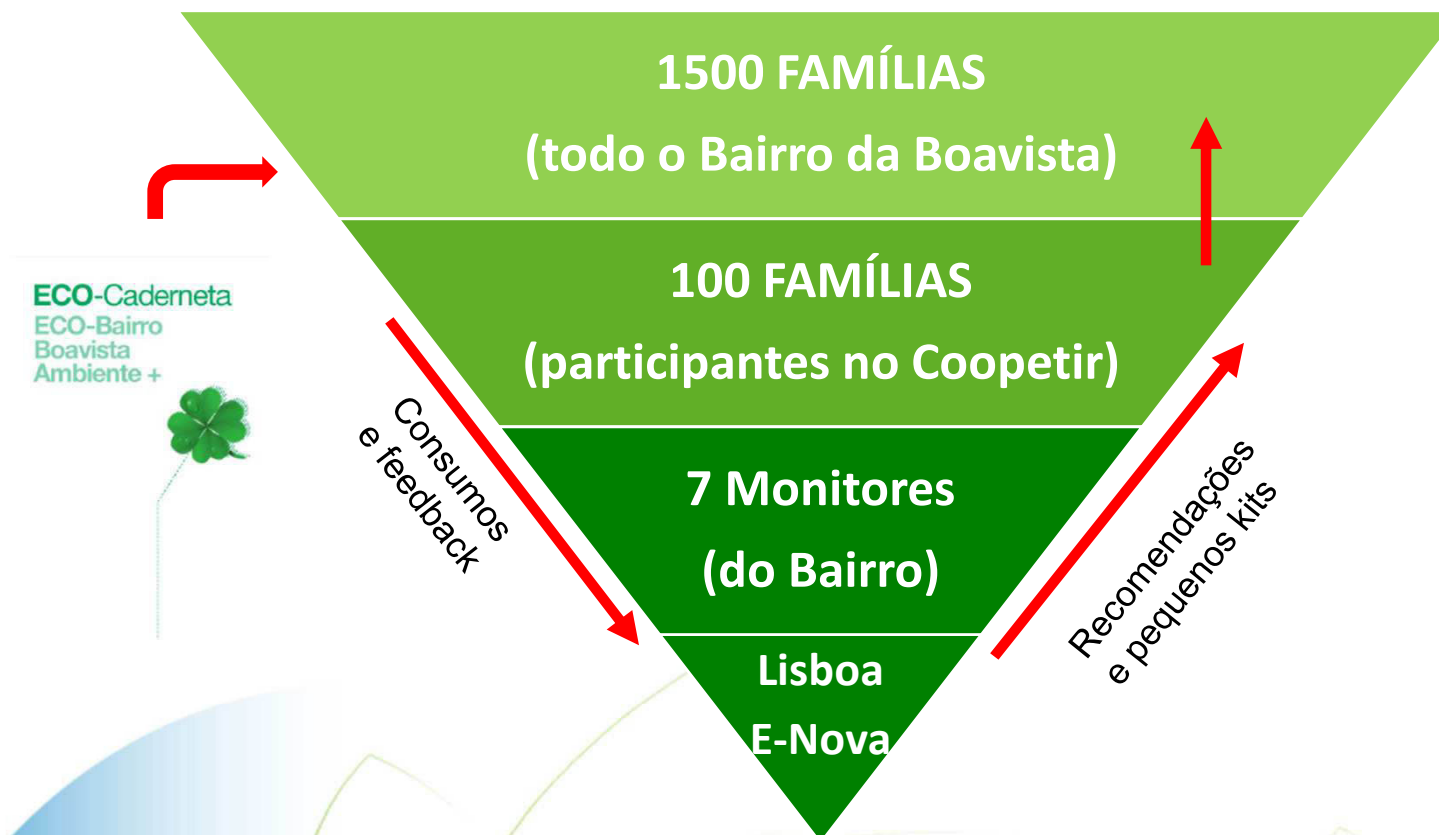 1500 FAMÍLIAS
(todo o Bairro da Boavista)
100 FAMÍLIAS
(participantes no Coopetir)
7 Monitores
(do Bairro)
Lisboa
E-Nova
ECO-Caderneta
ECO-Bairro
Boavista
Ambiente +
Consumos
e feedback
Recomendações
e pequenos kits